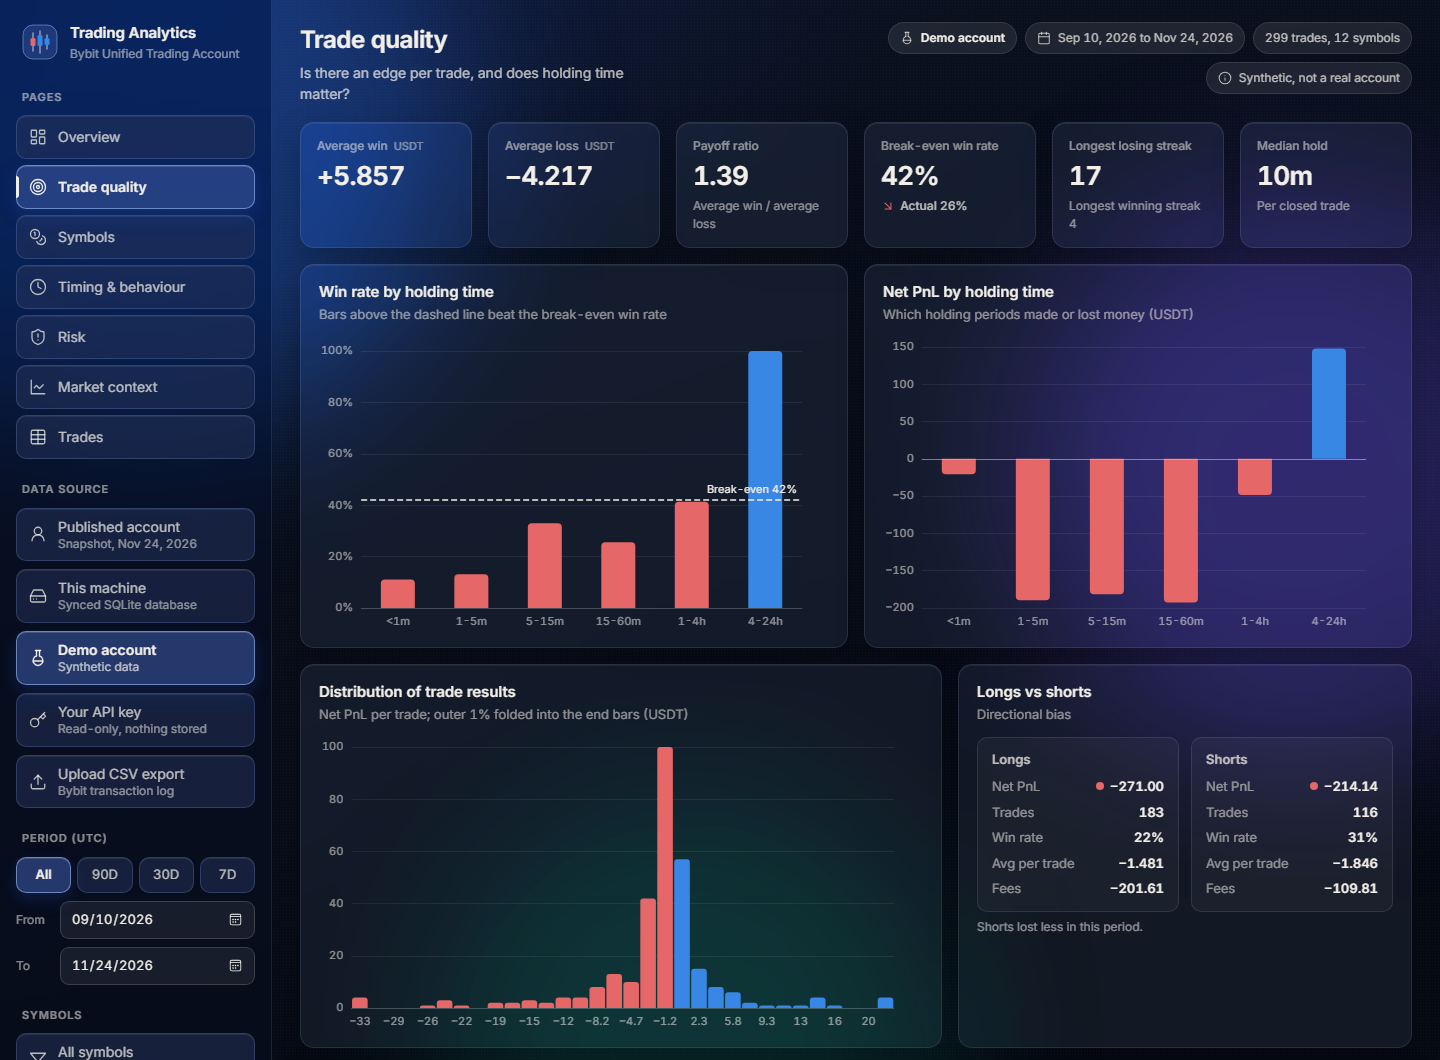 Trading Analytics
Bybit Unified Trading Account
PAGES
Overview
Trade quality
Symbols
Timing & behaviour
Risk
Market context
Trades
DATA SOURCE
Published account
Snapshot, Nov 24, 2026
This machine
Synced SQLite database
Demo account
Synthetic data
Your API key
Read-only, nothing stored
Upload CSV export
Bybit transaction log
PERIOD (UTC)
All 90D 30D 7D
From 09/10/2026
To 11/24/2026
SYMBOLS
All symbols
Trade quality
Is there an edge per trade, and does holding time
matter?
Demo account
Sep 10, 2026 to Nov 24, 2026
299 trades, 12 symbols
Synthetic, not a real account
Average win USDT
+5.857
Average loss USDT
−4.217
Payoff ratio
1.39
Average win / average
loss
Break-even win rate
42%
Actual 26%
Longest losing streak
17
Longest winning streak
4
Median hold
10m
Per closed trade
Win rate by holding time
Bars above the dashed line beat the break-even win rate
100%
80%
60%
Break-even 42%
40%
20%
0%
<1m 1-5m 5-15m 15-60m 1-4h 4-24h
Net PnL by holding time
Which holding periods made or lost money (USDT)
150
100
50
0
−50
−100
−150
−200
<1m 1-5m 5-15m 15-60m 1-4h 4-24h
Distribution of trade results
Net PnL per trade; outer 1% folded into the end bars (USDT)
100
80
60
40
20
0
−33 −29 −26 −22 −19 −15 −12 −8.2 −4.7 −1.2 2.3 5.8 9.3 13 16 20
Longs vs shorts
Directional bias
Longs
Net PnL −271.00
Trades 183
Win rate 22%
Avg per trade −1.481
Fees −201.61
Shorts
Net PnL −214.14
Trades 116
Win rate 31%
Avg per trade −1.846
Fees −109.81
Shorts lost less in this period.